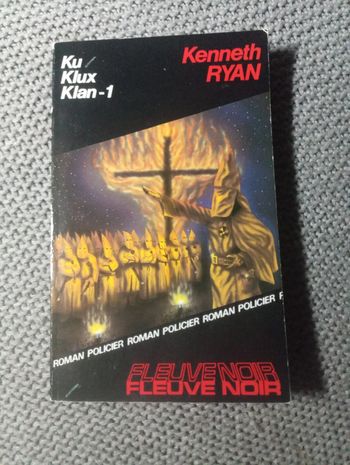 Ku
Klux
Klan-1
Kenneth
RYAN
ROMAN POLICIER ROMAN POLICIER ROMAN POLICIER R
FLEUVE NOIR
FLEUVE NOIR